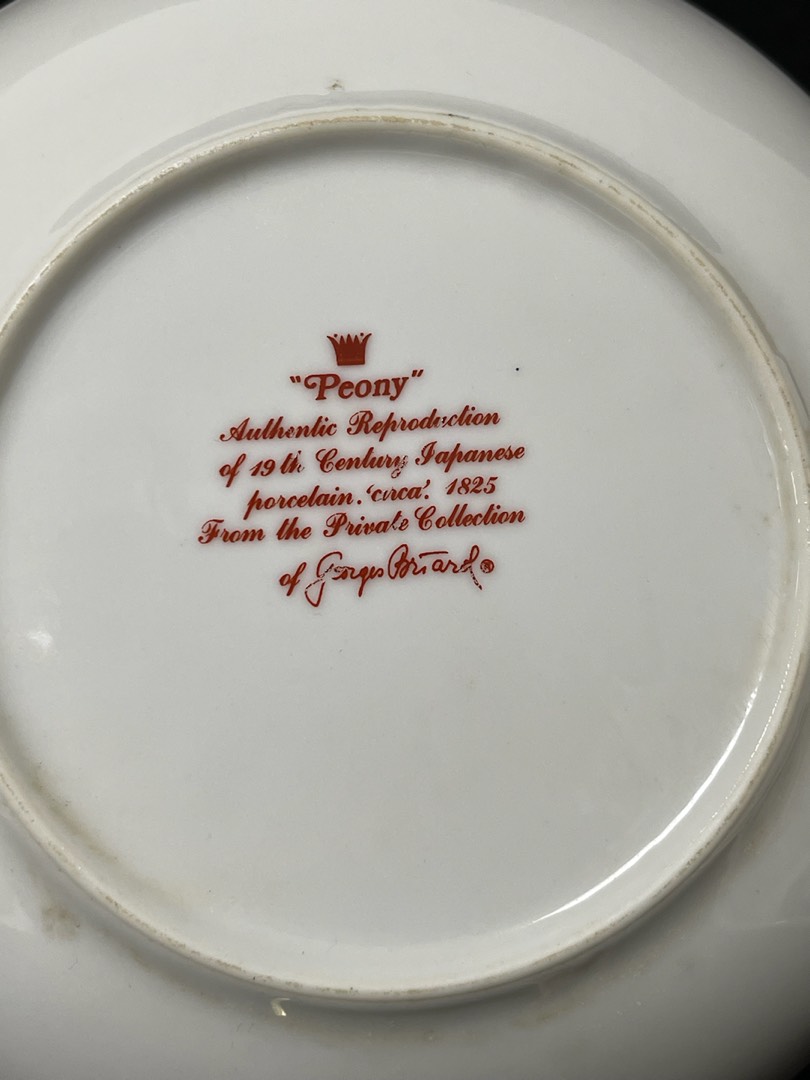 "Peony"
Authentic Reproduction
of 19th Century Japanese
porcelain. 'circa'. 1825
From the Private Collection
of Georges Briard®